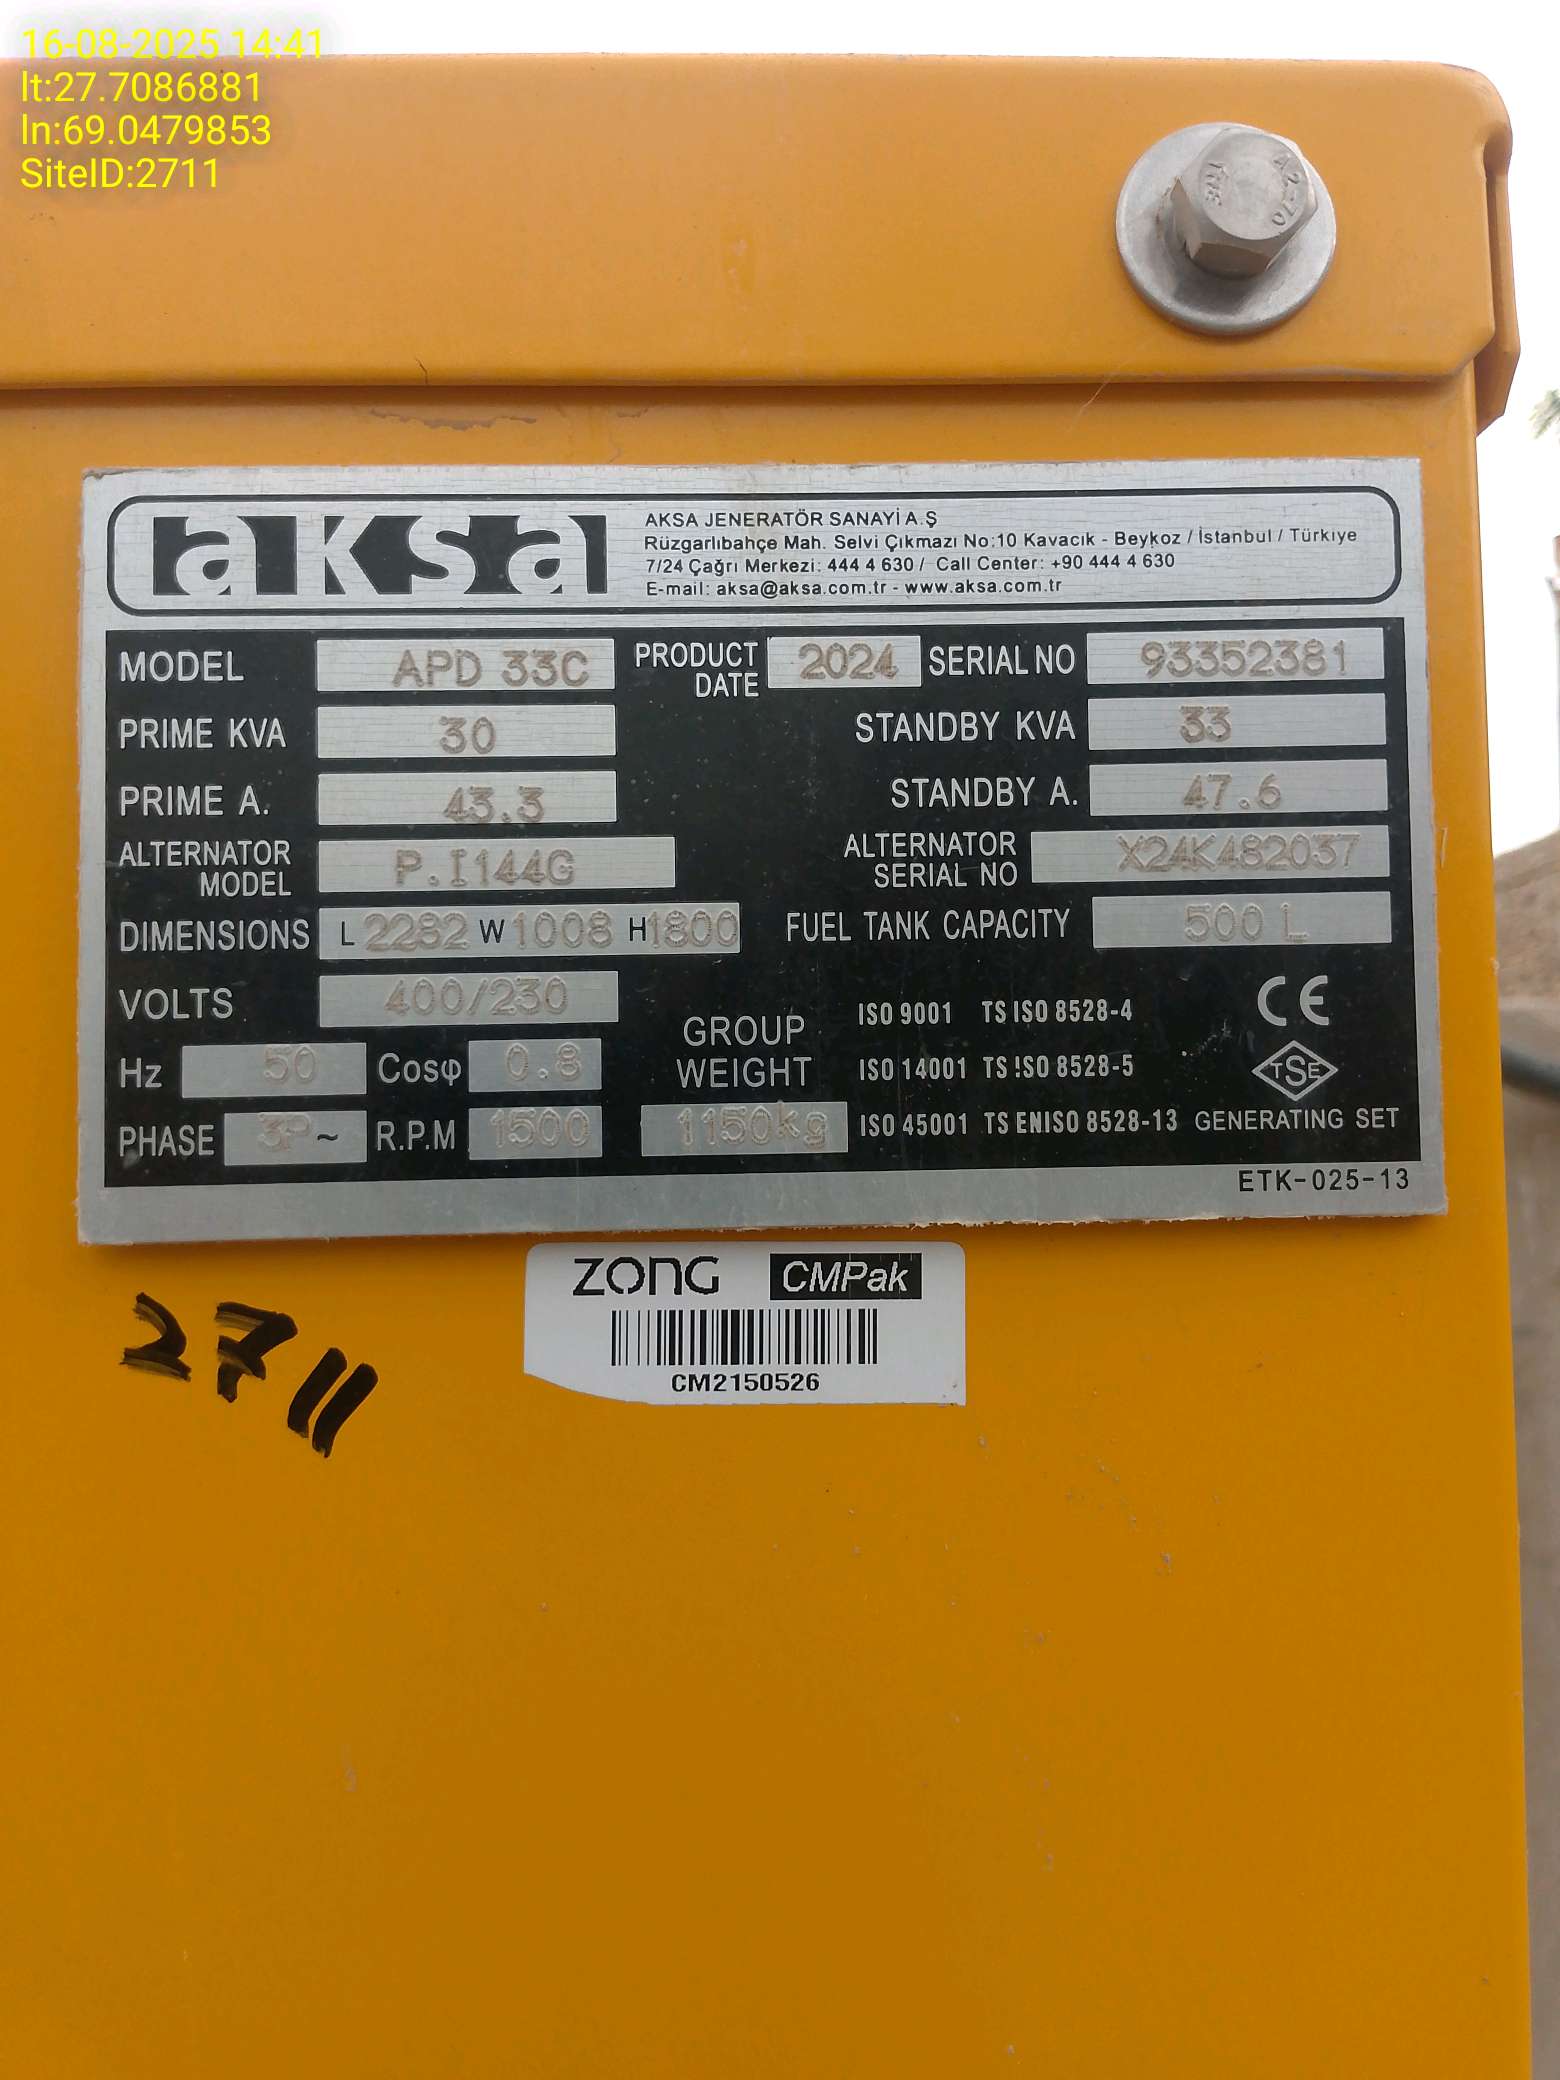 16-08-2025 14:41
lt:27.7086881
ln:69.0479853
SiteID:2711
aksa
AKSA JENERATÖR SANAYİ A.Ş
Rüzgarlıbahçe Mah. Selvi Çıkmazı No:10 Kavacık - Beykoz / İstanbul / Türkiye
7/24 Çağrı Merkezi: 444 4 630 / Call Center: +90 444 4 630
E-mail: aksa@aksa.com.tr - www.aksa.com.tr
MODEL APD 33C PRODUCT DATE 2024 SERIAL NO 93352381
PRIME KVA 30 STANDBY KVA 33
PRIME A. 43.3 STANDBY A. 47.6
ALTERNATOR MODEL P.I144G ALTERNATOR SERIAL NO X24K482037
DIMENSIONS L 2282 W 1008 H 1800 FUEL TANK CAPACITY 500 L
VOLTS 400/230 GROUP WEIGHT 1150kg
Hz 50 Cosφ 0.8
PHASE 3P~ R.P.M 1500
ISO 9001 TS ISO 8528-4 CE
ISO 14001 TS ISO 8528-5 TSE
ISO 45001 TS EN ISO 8528-13 GENERATING SET
ETK-025-13
ZONG CMPak
CM2150526
2711